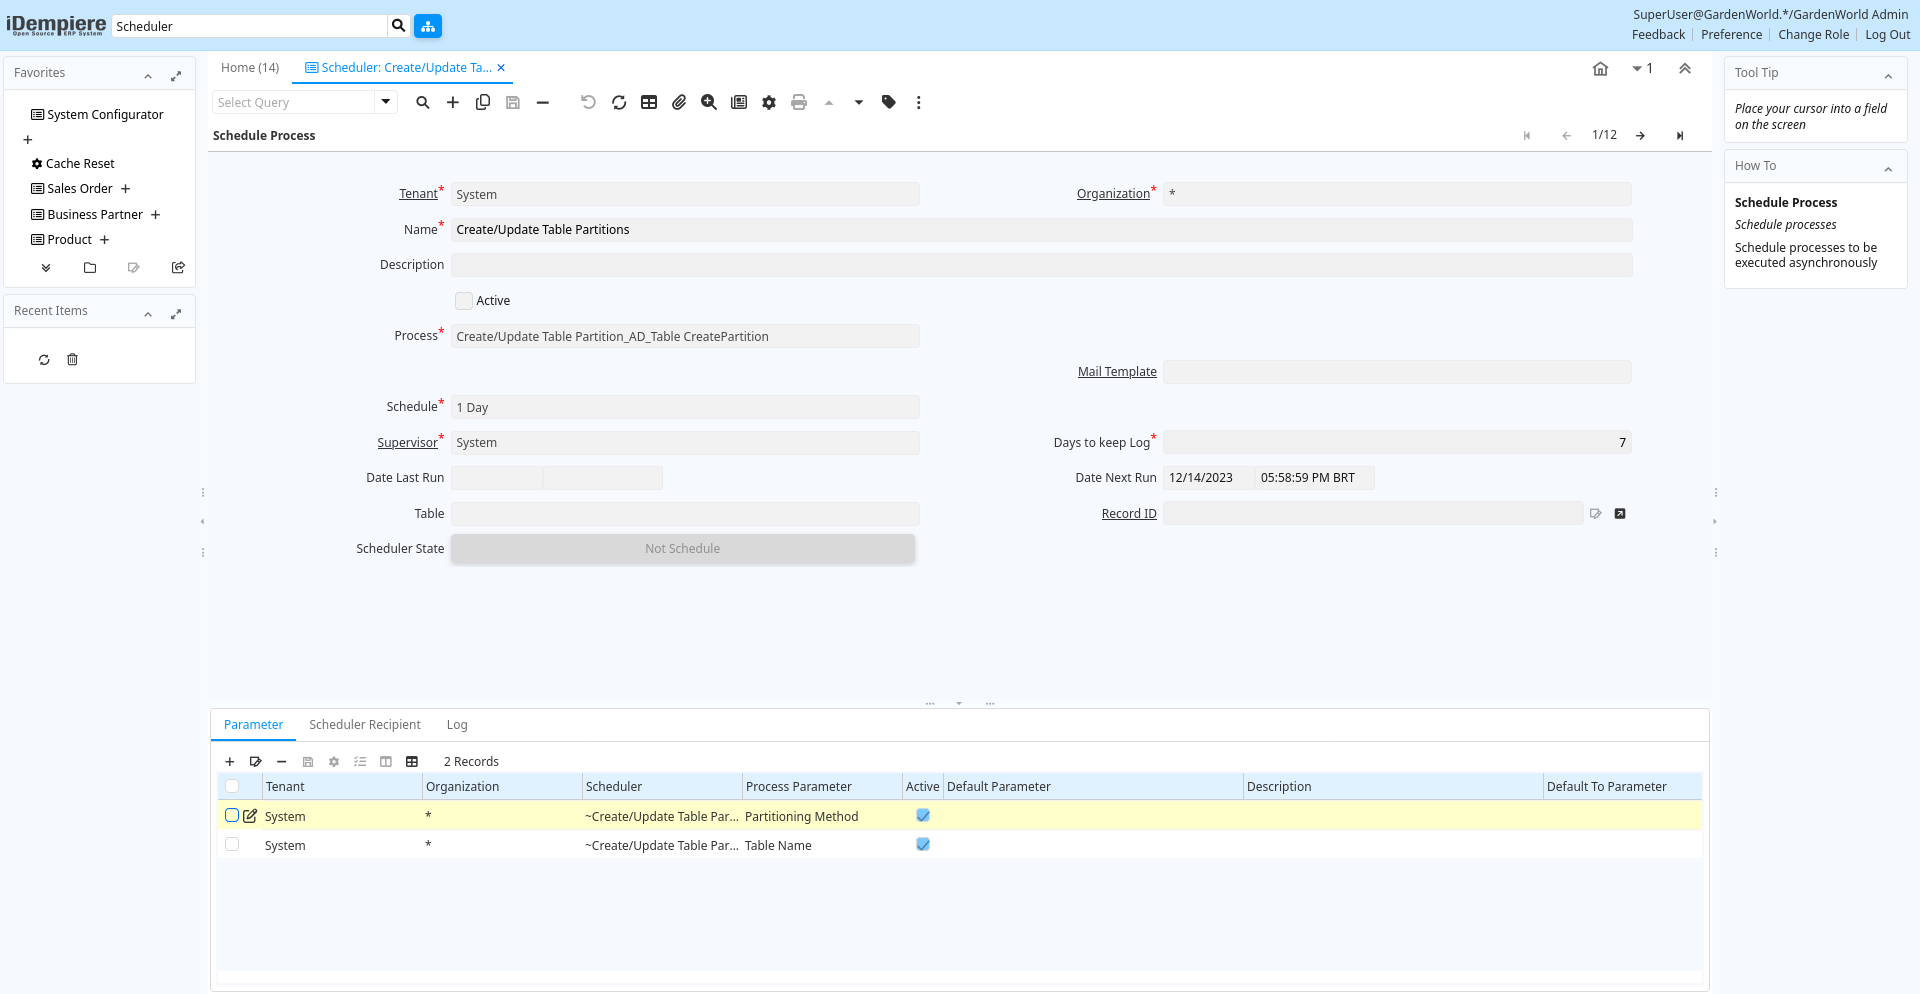 iDempiere
Open Source ERP System
Scheduler
SuperUser@GardenWorld.*/GardenWorld Admin
Feedback Preference Change Role Log Out
Favorites
System Configurator
Cache Reset
Sales Order
Business Partner
Product
Recent Items
Home (14)
Scheduler: Create/Update Ta...
1
Select Query
Schedule Process
1/12
Tenant* System
Organization* *
Name* Create/Update Table Partitions
Description
Active
Process* Create/Update Table Partition_AD_Table CreatePartition
Mail Template
Schedule* 1 Day
Supervisor* System
Days to keep Log* 7
Date Last Run
Date Next Run 12/14/2023 05:58:59 PM BRT
Table
Record ID
Scheduler State Not Schedule
Parameter Scheduler Recipient Log
2 Records
Tenant Organization Scheduler Process Parameter Active Default Parameter Description Default To Parameter
System * ~Create/Update Table Par... Partitioning Method
System * ~Create/Update Table Par... Table Name
Tool Tip
Place your cursor into a field
on the screen
How To
Schedule Process
Schedule processes
Schedule processes to be
executed asynchronously